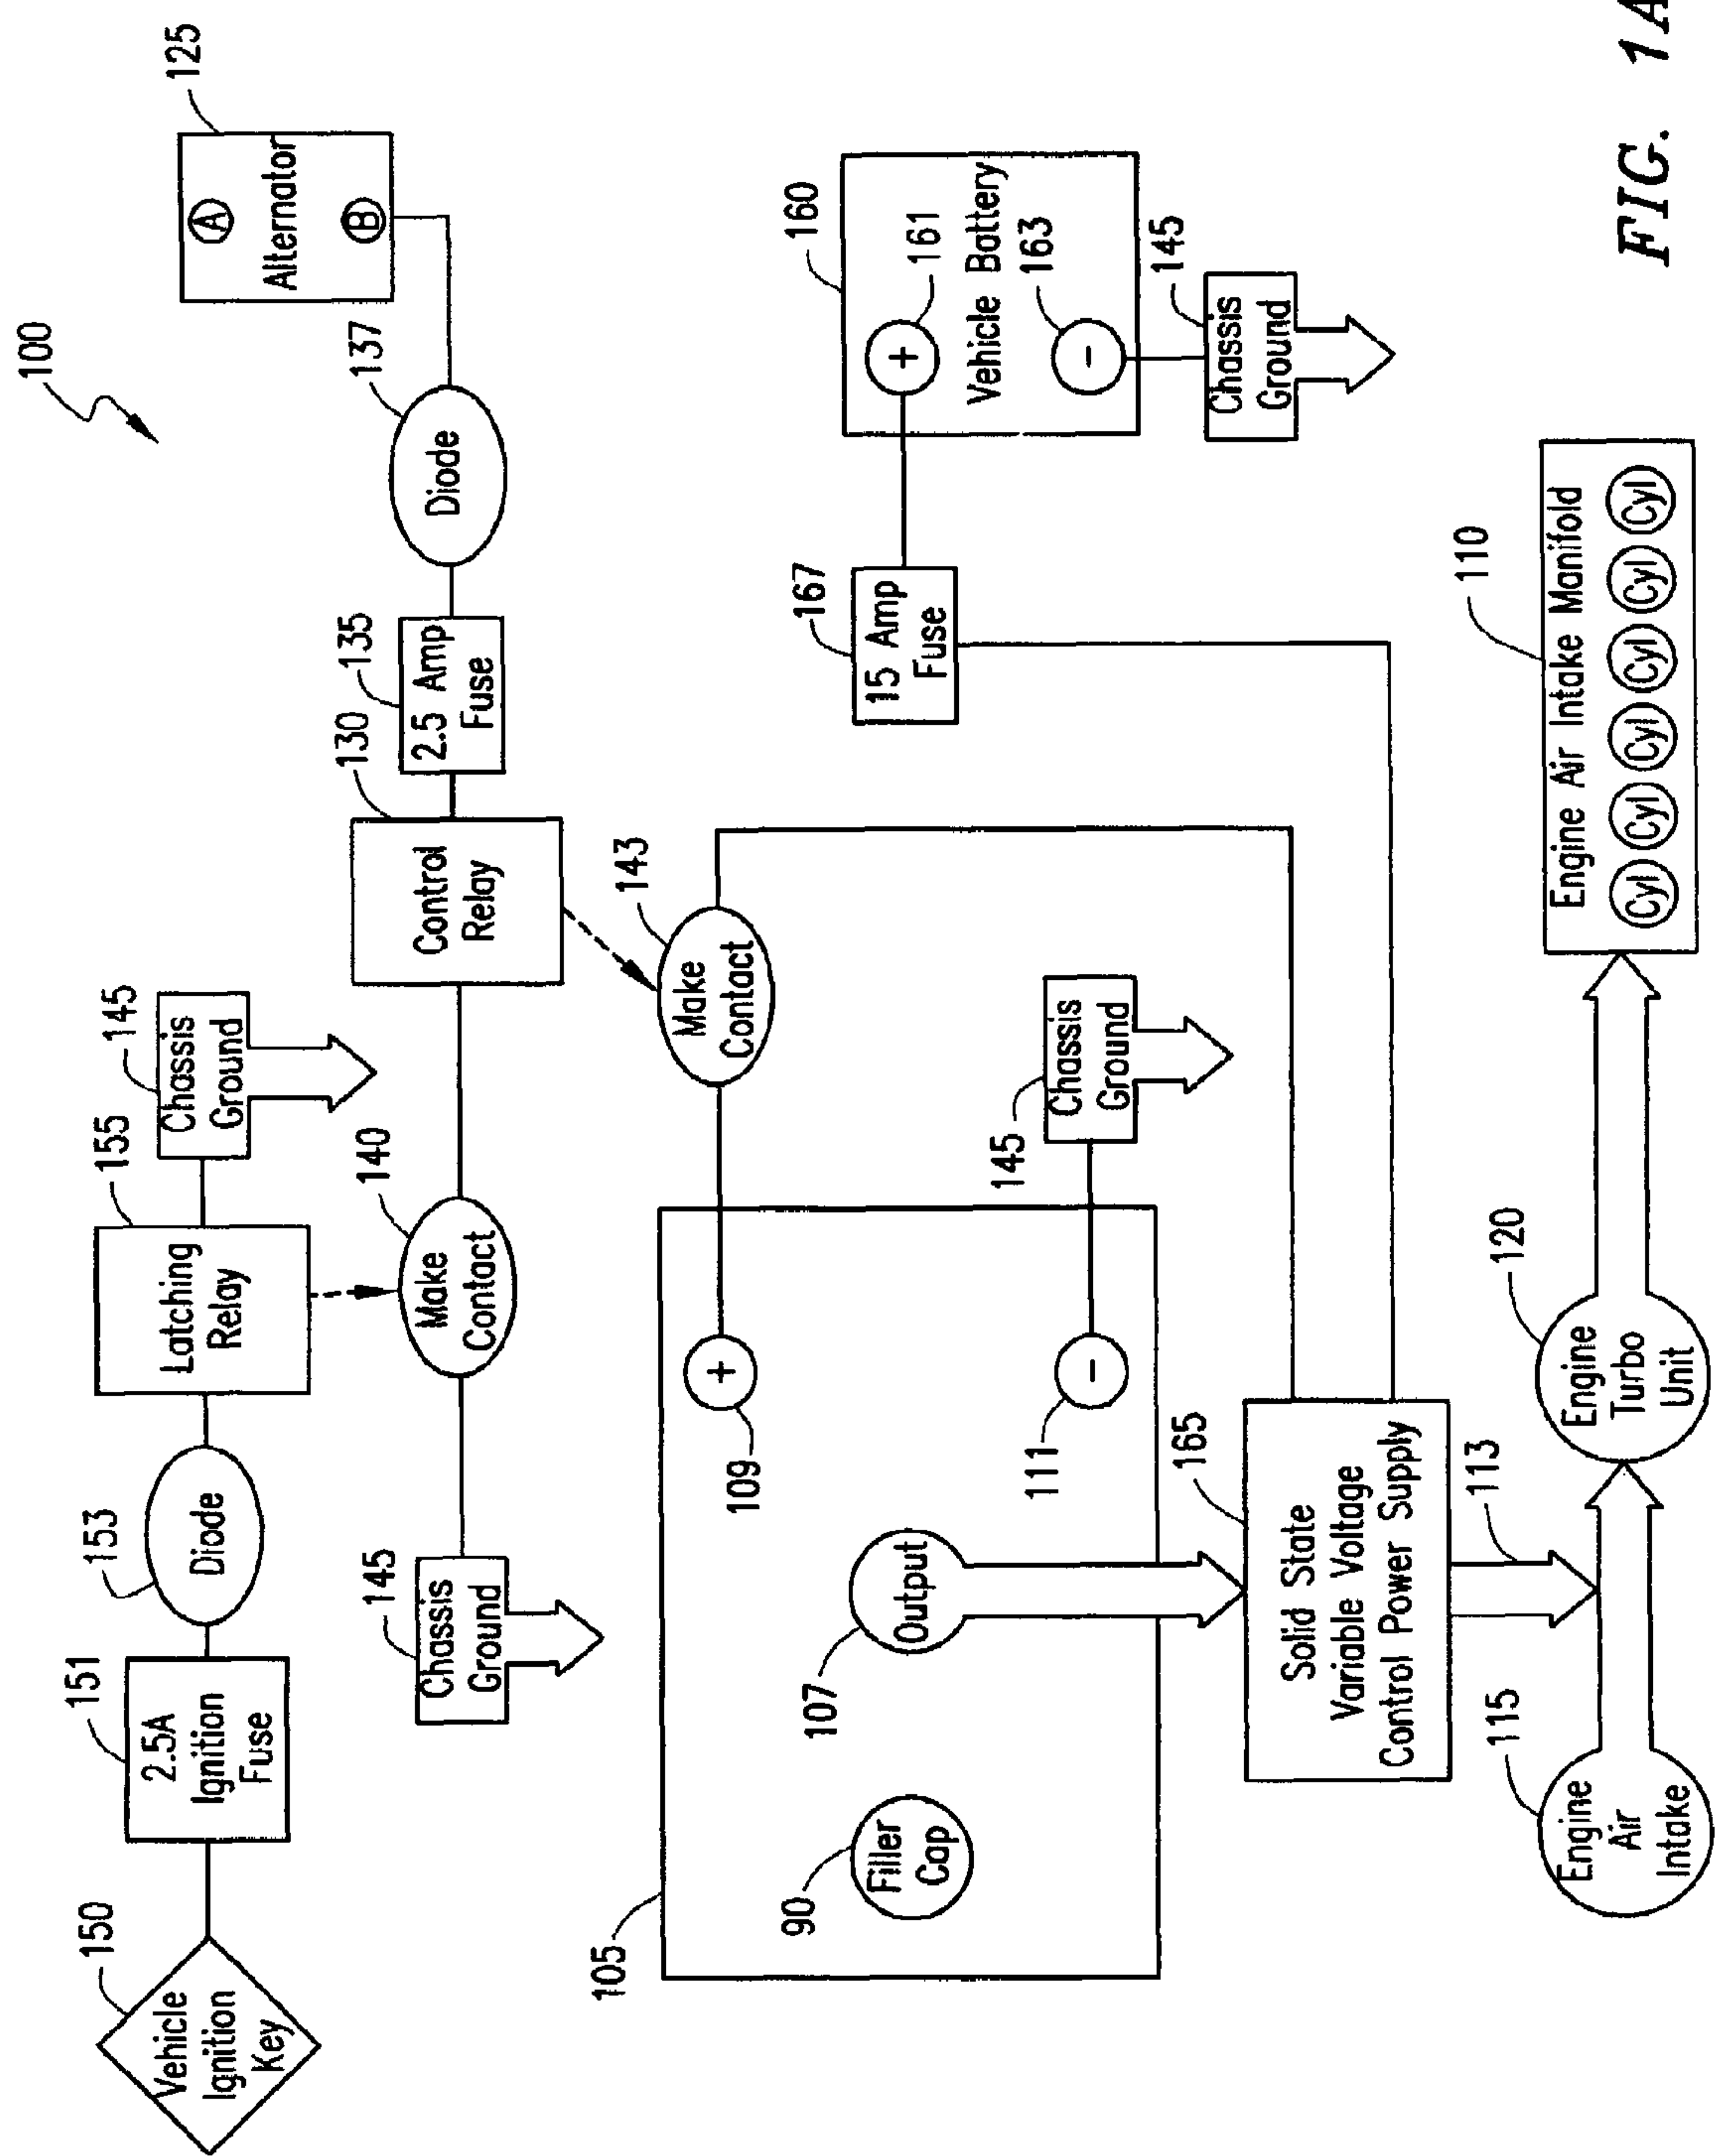 100
125
A
Alternator
B
137
Diode
135
2.5 Amp
Fuse
130
Control
Relay
145
Chassis
Ground
155
Latching
Relay
153
Diode
151
2.5A
Ignition
Fuse
150
Vehicle
Ignition
Key
140
Make
Contact
145
Chassis
Ground
143
Make
Contact
160
+
161
Vehicle Battery
-
163
145
Chassis
Ground
167
15 Amp
Fuse
105
90
Filler
Cap
107
Output
+
109
-
111
145
Chassis
Ground
165
Solid State
Variable Voltage
Control Power Supply
113
115
Engine
Air
Intake
120
Engine
Turbo
Unit
110
Engine Air Intake Manifold
Cyl Cyl Cyl Cyl Cyl Cyl
FIG. 1A